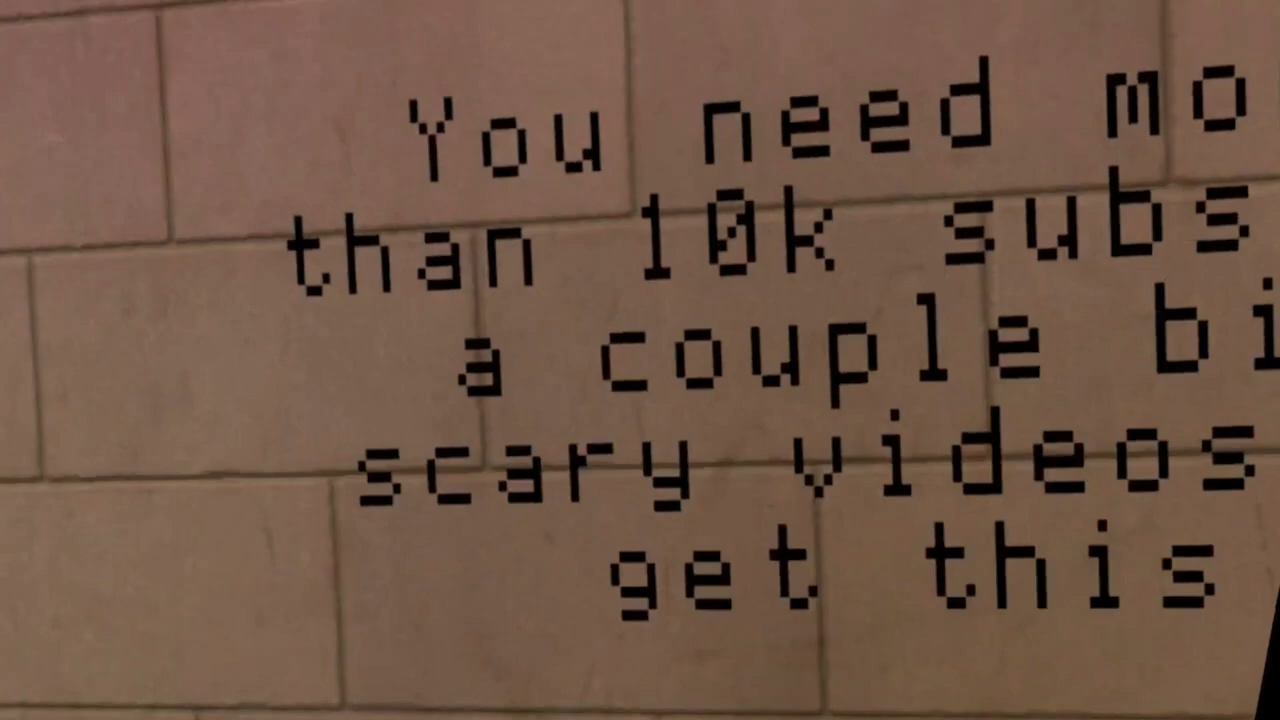 You need mo
than 10k subs
a couple bi
scary videos
get this